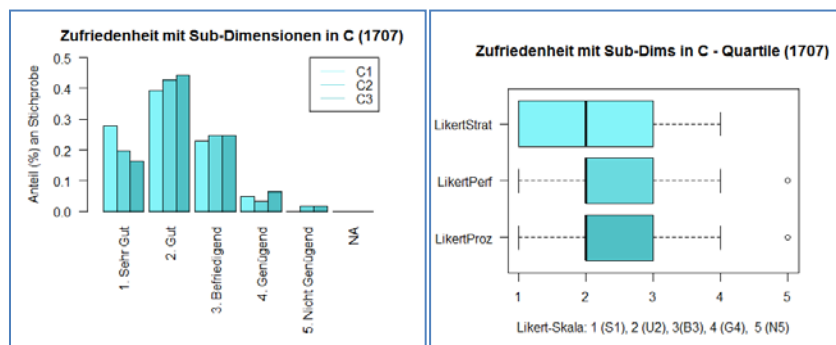 Zufriedenheit mit Sub-Dimensionen in C (1707)
Anteil (%) an Stichprobe
0.5
0.4
0.3
0.2
0.1
0.0
C1
C2
C3
1. Sehr Gut
2. Gut
3. Befriedigend
4. Genügend
5. Nicht Genügend
NA
Zufriedenheit mit Sub-Dims in C - Quartile (1707)
LikertStrat
LikertPerf
LikertProz
1 2 3 4 5
Likert-Skala: 1 (S1), 2 (U2), 3(B3), 4 (G4), 5 (N5)